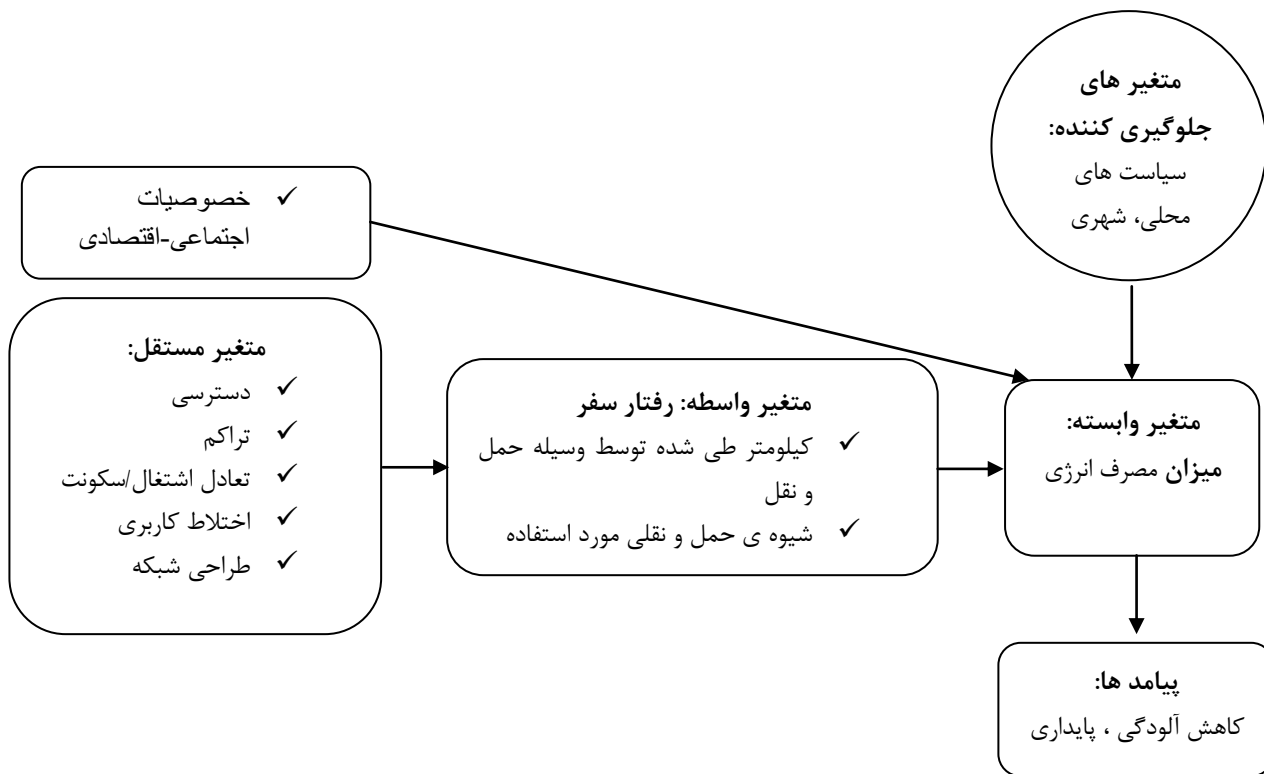 متغیر های
جلوگیری کننده:
سیاست های
محلی، شهری
✓ خصوصیات
اجتماعی-اقتصادی
متغیر مستقل:
✓ دسترسی
✓ تراکم
✓ تعادل اشتغال/سکونت
✓ اختلاط کاربری
✓ طراحی شبکه
متغیر واسطه: رفتار سفر
✓ کیلومتر طی شده توسط وسیله حمل
و نقل
✓ شیوه ی حمل و نقلی مورد استفاده
متغیر وابسته:
میزان مصرف انرژی
پیامد ها:
کاهش آلودگی ، پایداری